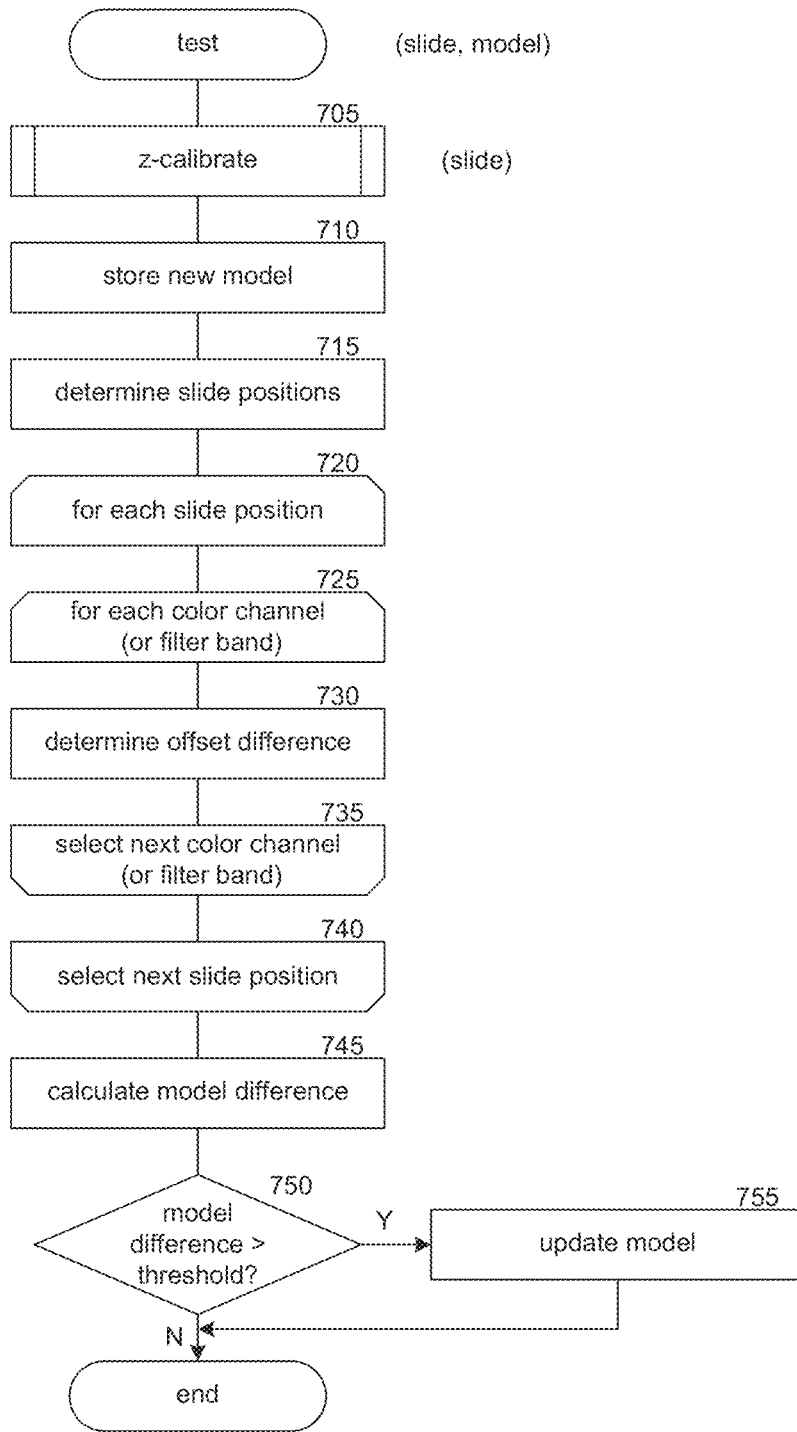 test
(slide, model)
705
z-calibrate
(slide)
710
store new model
715
determine slide positions
720
for each slide position
725
for each color channel
(or filter band)
730
determine offset difference
735
select next color channel
(or filter band)
740
select next slide position
745
calculate model difference
750
model
difference >
threshold?
Y
755
update model
N
end